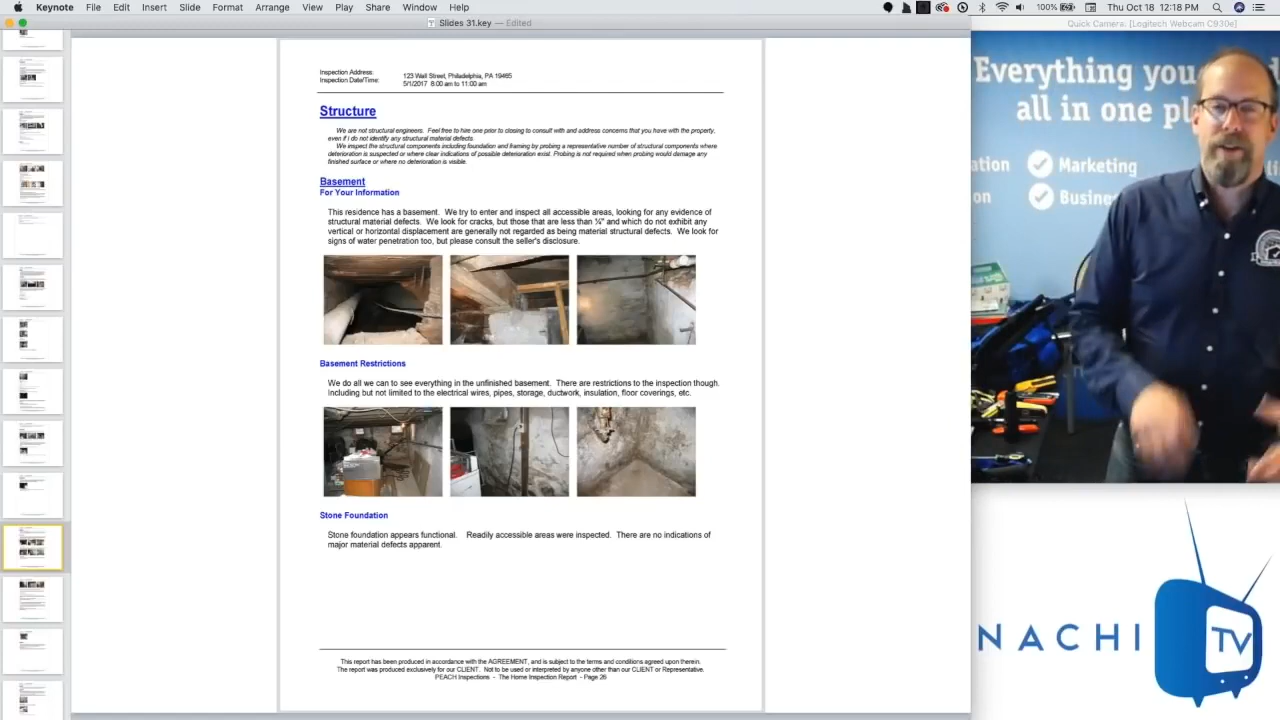 Keynote File Edit Insert Slide Format Arrange View Play Share Window Help 100% Thu Oct 18 12:18 PM
Slides 31.key — Edited
Quick Camera: [Logitech Webcam C930e]
Inspection Address: 123 Wall Street, Philadelphia, PA 19465
Inspection Date/Time: 5/1/2017 8:00 am to 11:00 am
Structure
We are not structural engineers. Feel free to hire one prior to closing to consult with and address concerns that you have with the property,
even if I do not identify any structural material defects.
We inspect the structural components including foundation and framing by probing a representative number of structural components where
deterioration is suspected or where clear indications of possible deterioration exist. Probing is not required when probing would damage any
finished surface or where no deterioration is visible.
Basement
For Your Information
This residence has a basement. We try to enter and inspect all accessible areas, looking for any evidence of
structural material defects. We look for cracks, but those that are less than ¼" and which do not exhibit any
vertical or horizontal displacement are generally not regarded as being material structural defects. We look for
signs of water penetration too, but please consult the seller's disclosure.
Basement Restrictions
We do all we can to see everything in the unfinished basement. There are restrictions to the inspection though.
Including but not limited to the electrical wires, pipes, storage, ductwork, insulation, floor coverings, etc.
Stone Foundation
Stone foundation appears functional. Readily accessible areas were inspected. There are no indications of
major material defects apparent.
This report has been produced in accordance with the AGREEMENT, and is subject to the terms and conditions agreed upon therein.
The report was produced exclusively for our CLIENT. Not to be used or interpreted by anyone other than our CLIENT or Representative.
PEACH Inspections - The Home Inspection Report - Page 26
Everything you
all in one
Marketing
Busine
NACHI TV